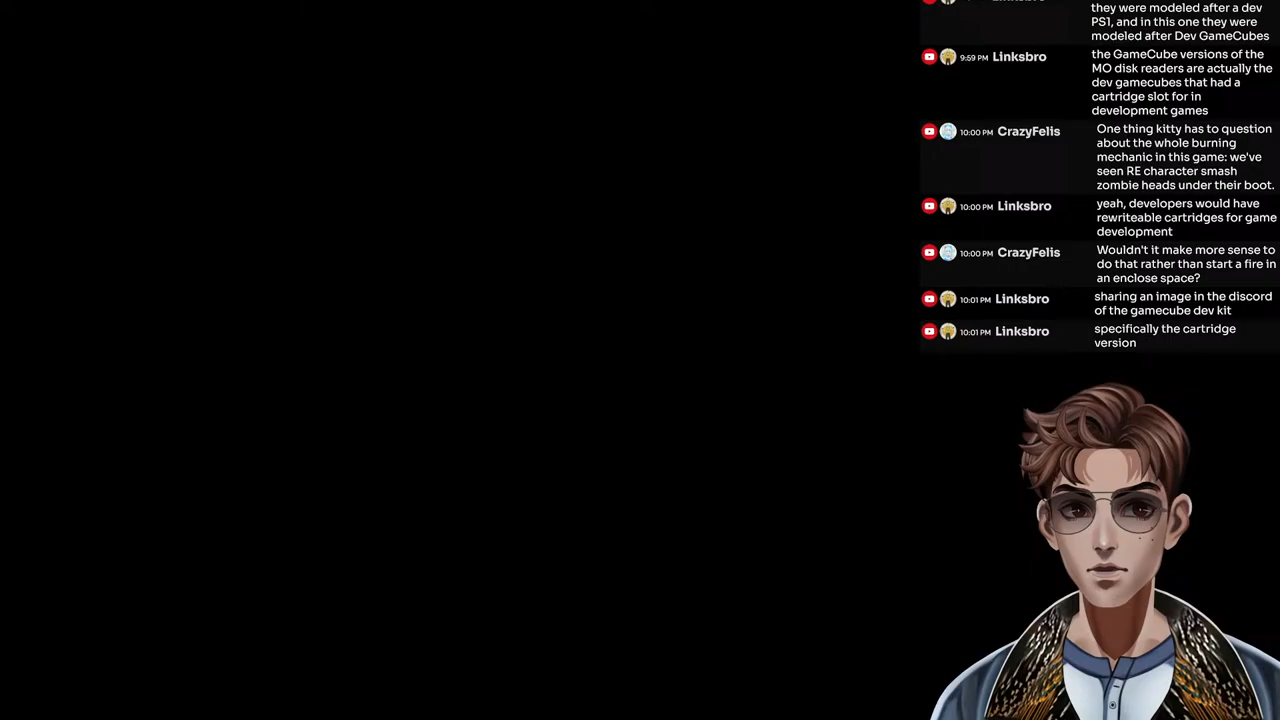 they were modeled after a dev
PS1, and in this one they were
modeled after Dev GameCubes
9:59 PM Linksbro the GameCube versions of the
MO disk readers are actually the
dev gamecubes that had a
cartridge slot for in
development games
10:00 PM CrazyFelis One thing kitty has to question
about the whole burning
mechanic in this game: we've
seen RE character smash
zombie heads under their boot.
10:00 PM Linksbro yeah, developers would have
rewriteable cartridges for game
development
10:00 PM CrazyFelis Wouldn't it make more sense to
do that rather than start a fire in
an enclose space?
10:01 PM Linksbro sharing an image in the discord
of the gamecube dev kit
10:01 PM Linksbro specifically the cartridge
version